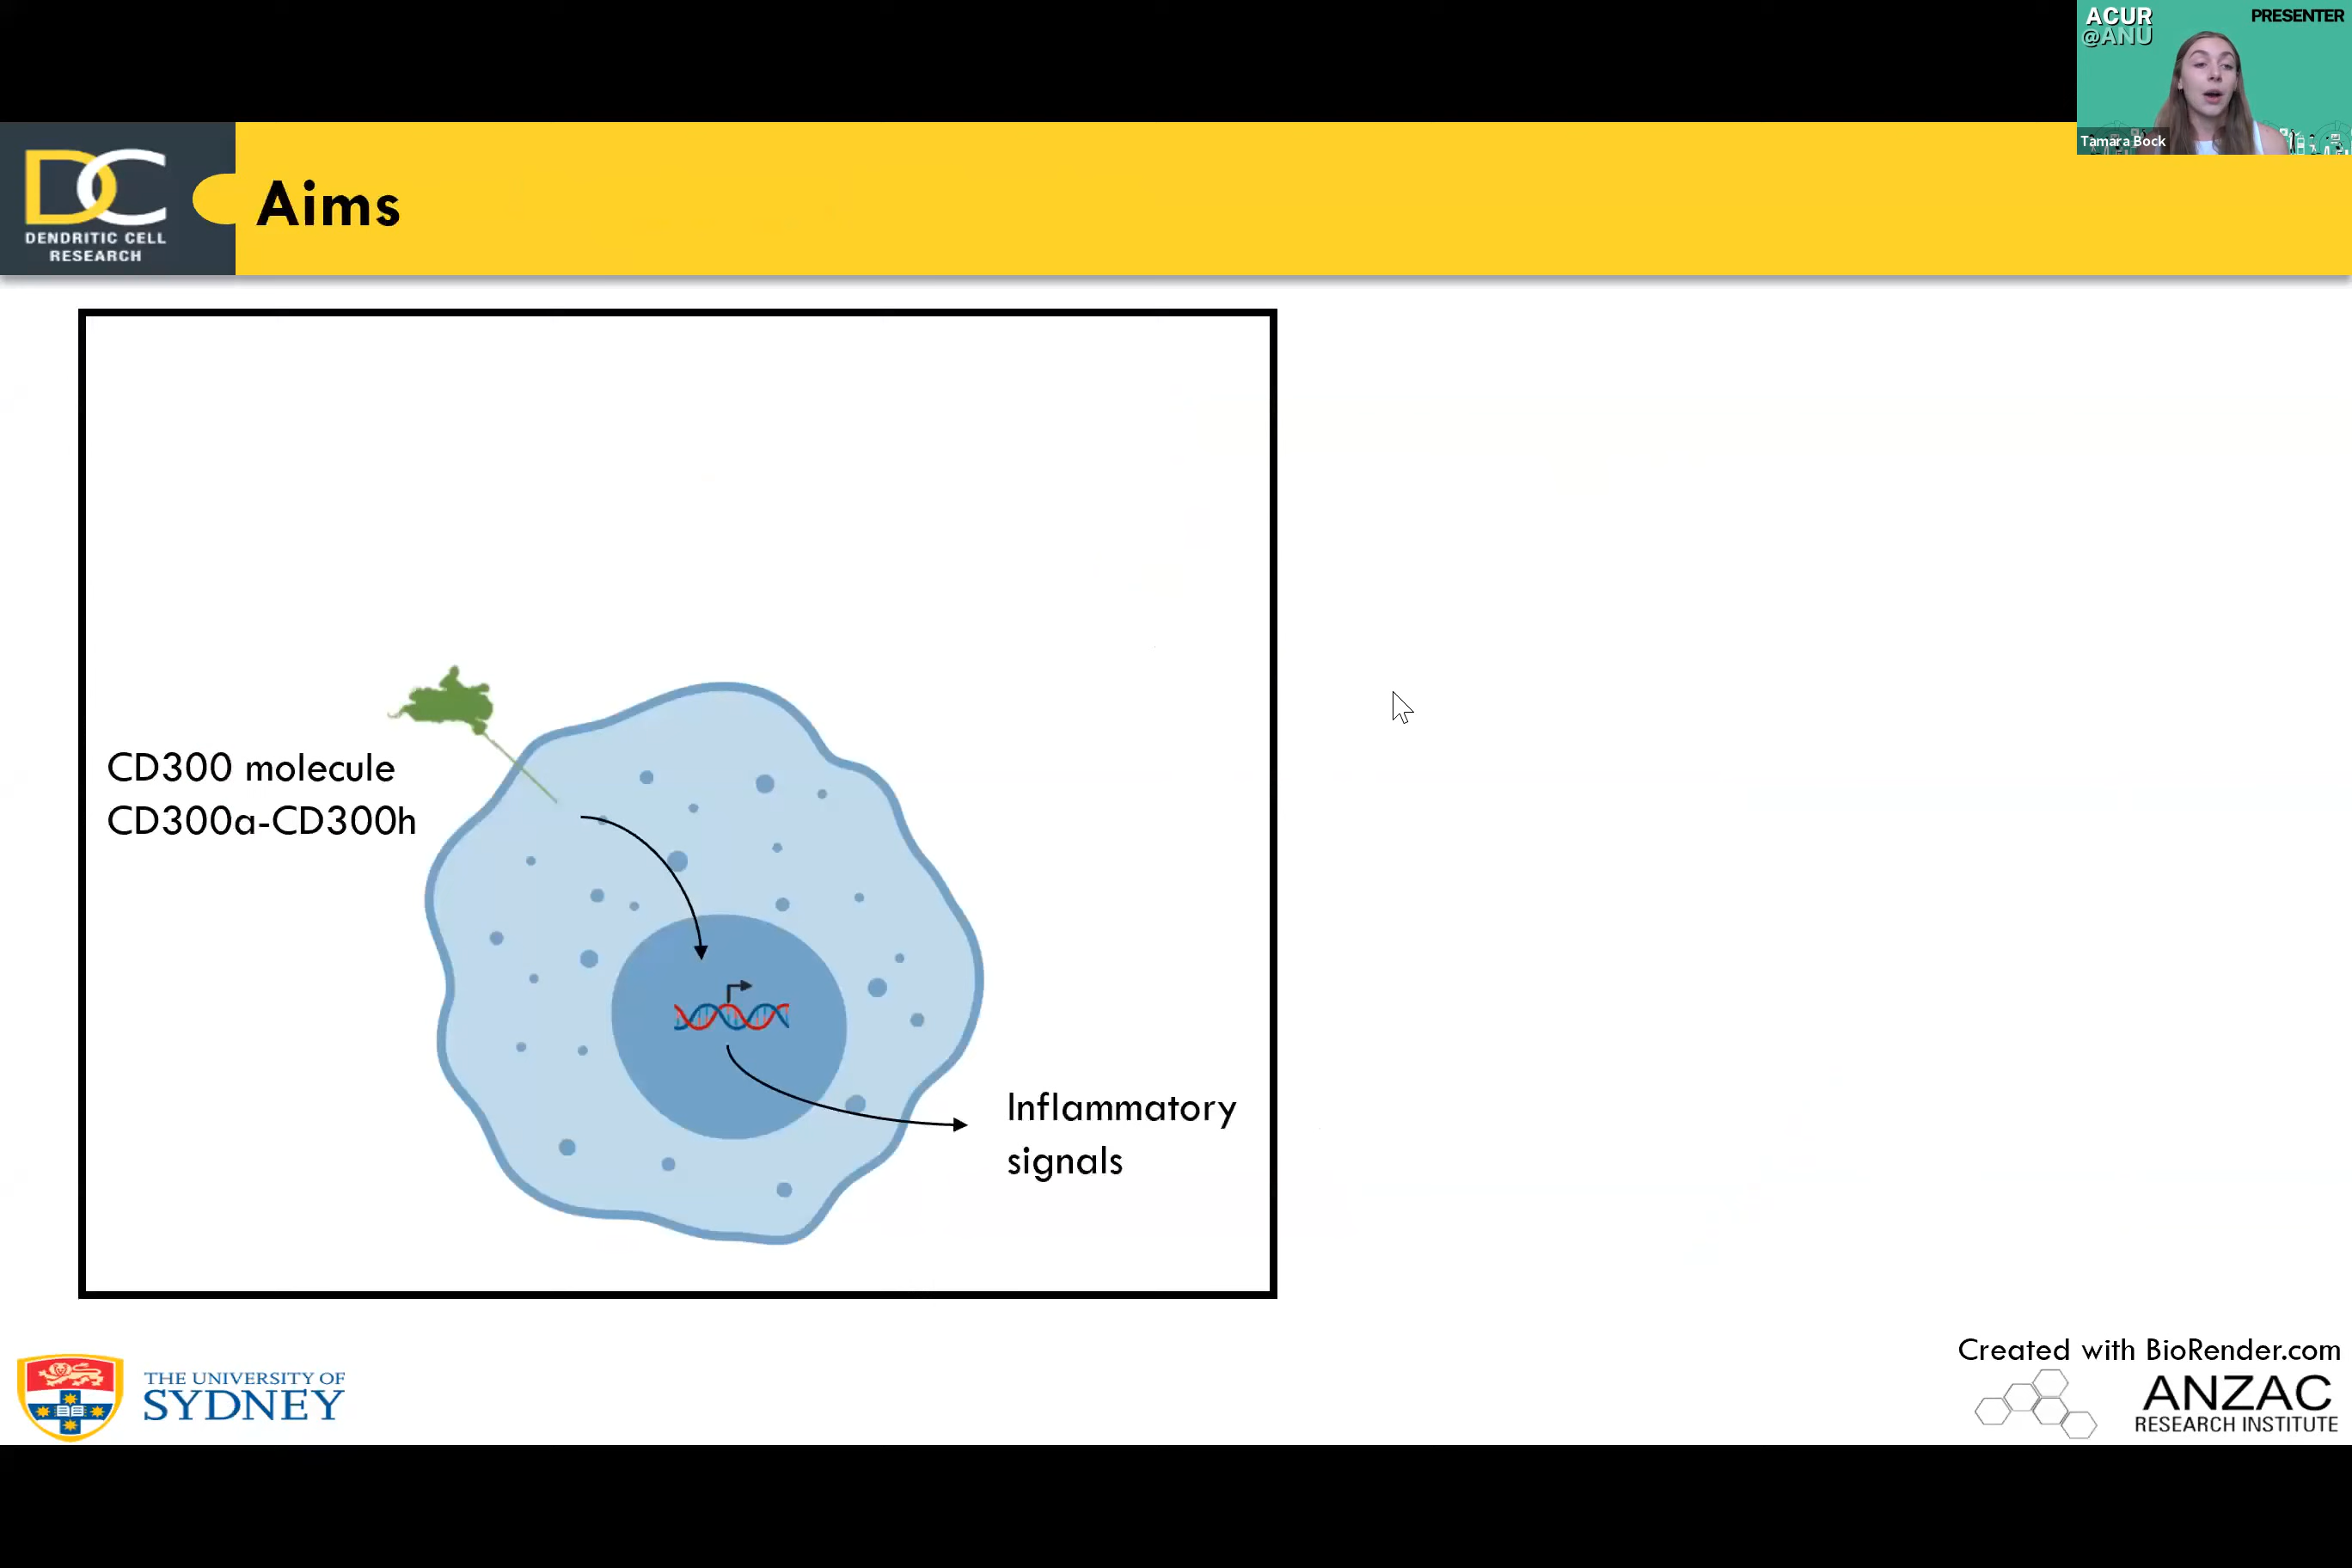 ACUR
@ANU
PRESENTER
Tamara Bock
DC
DENDRITIC CELL
RESEARCH
Aims
CD300 molecule
CD300a-CD300h
Inflammatory
signals
THE UNIVERSITY OF
SYDNEY
Created with BioRender.com
ANZAC
RESEARCH INSTITUTE